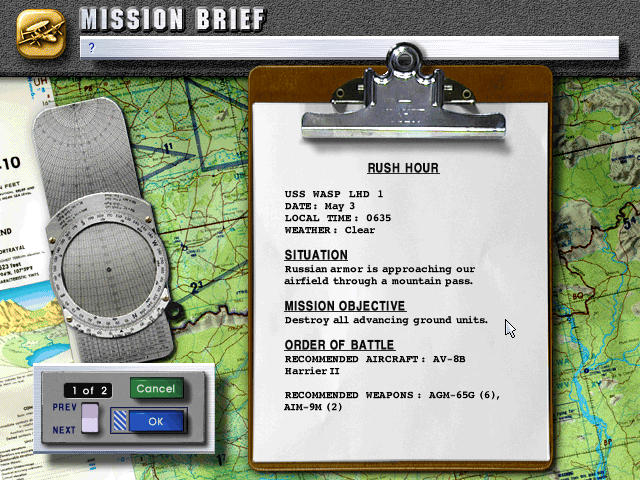 MISSION BRIEF
?
RUSH HOUR
USS WASP LHD 1
DATE: May 3
LOCAL TIME: 0635
WEATHER: Clear
SITUATION
Russian armor is approaching our
airfield through a mountain pass.
MISSION OBJECTIVE
Destroy all advancing ground units.
ORDER OF BATTLE
RECOMMENDED AIRCRAFT: AV-8B
Harrier II
RECOMMENDED WEAPONS: AGM-65G (6),
AIM-9M (2)
1 of 2
Cancel
PREV
NEXT
OK